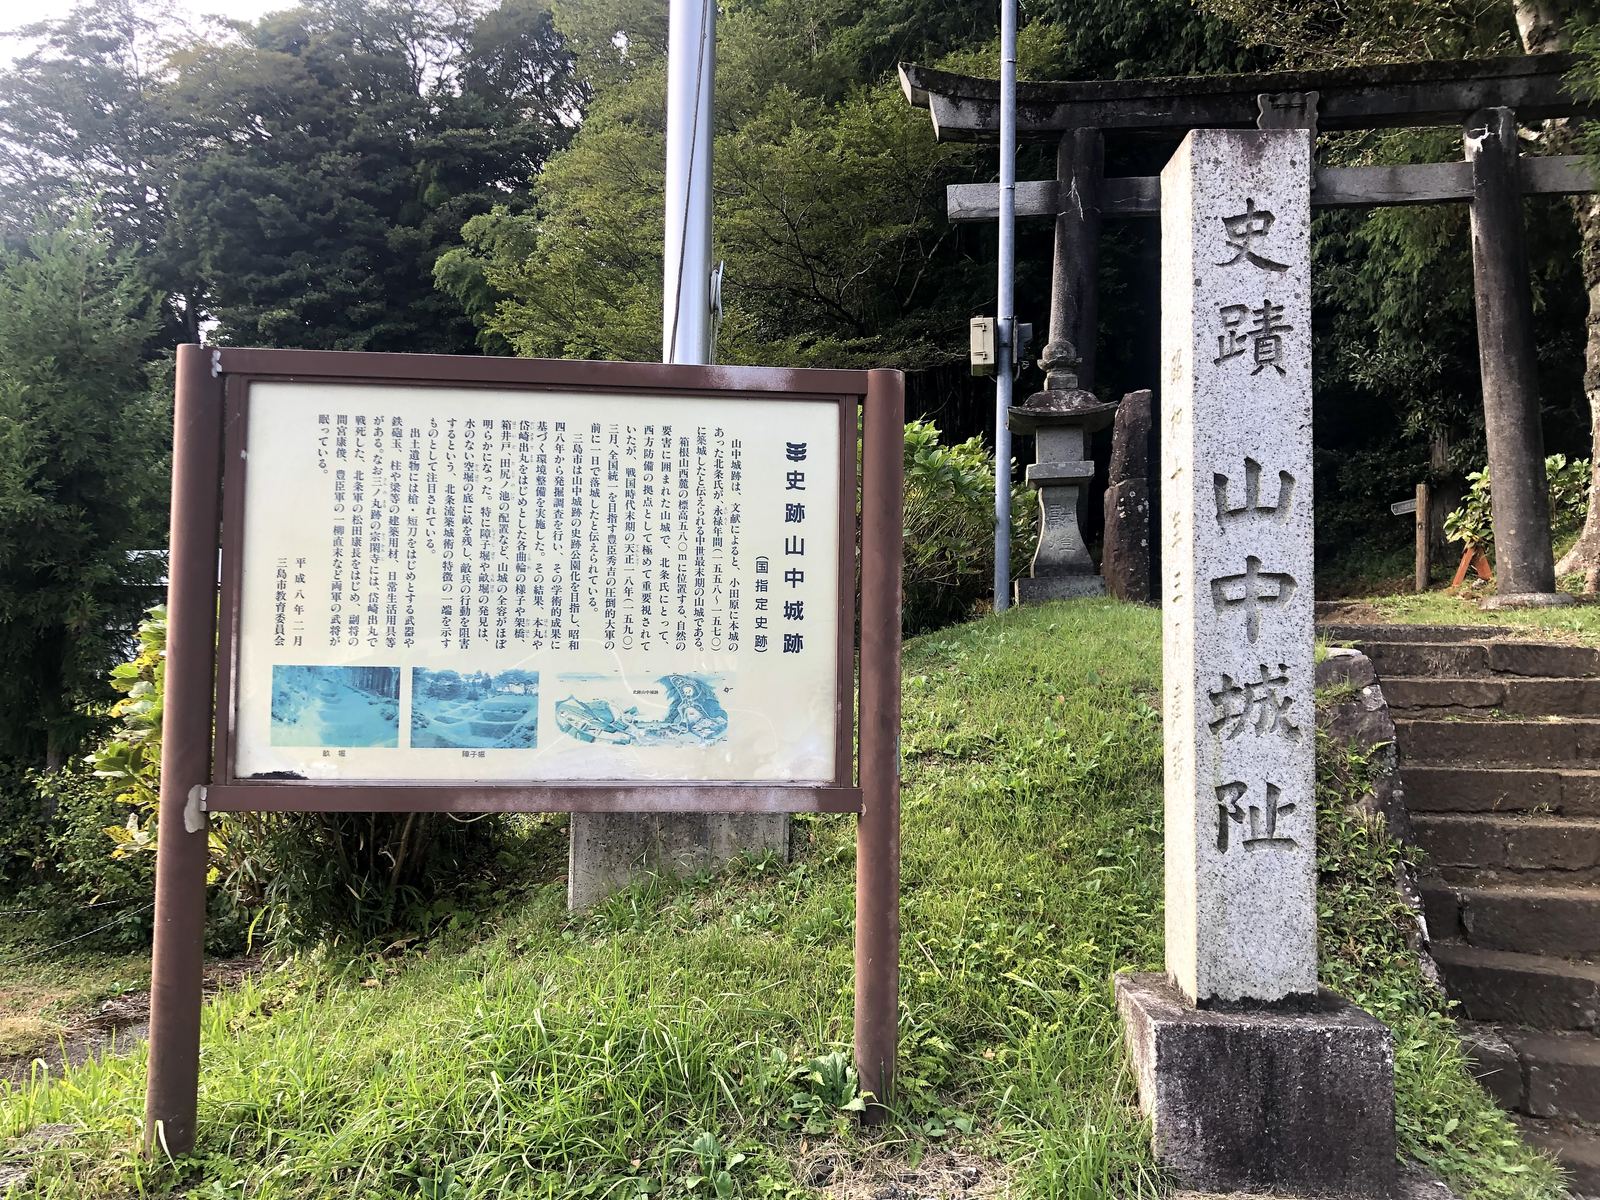 史跡山中城跡
（国指定史跡）
山中城跡は、文献によると、小田原に本城の
あった北条氏が、永禄年間（一五五八〜一五七〇）
に築城したと伝えられる中世最末期の山城である。
箱根山西麓の標高五八〇ｍに位置する、自然の
要害に囲まれた山城で、北条氏にとって、
西方防備の拠点として極めて重要視されて
いたが、戦国時代末期の天正一八年（一五九〇）
三月、全国統一を目指す豊臣秀吉の圧倒的大軍の
前に一日で落城したと伝えられている。
三島市は山中城跡の史跡公園化を目指し、昭和
四八年から発掘調査を行い、その学術的成果に
基づく環境整備を実施した。その結果、本丸や
岱崎出丸をはじめとした各曲輪の様子や架橋、
箱井戸、田尻ノ池の配置など、山城の全容がほぼ
明らかになった。特に障子堀や畝堀の発見は、
水のない空堀の底に畝を残し、敵兵の行動を阻害
するという、北条流築城術の特徴の一端を示す
ものとして注目されている。
出土遺物には槍・短刀をはじめとする武器や
鉄砲玉、柱や梁等の建築用材、日常生活用具等
がある。なお三ノ丸跡の宗閑寺には、岱崎出丸で
戦死した、北条軍の松田康長をはじめ、副将の
間宮康俊、豊臣軍の一柳直末など両軍の武将が
眠っている。
平成八年二月
三島市教育委員会
史跡山中城跡
障子堀
畝堀
史蹟山中城址